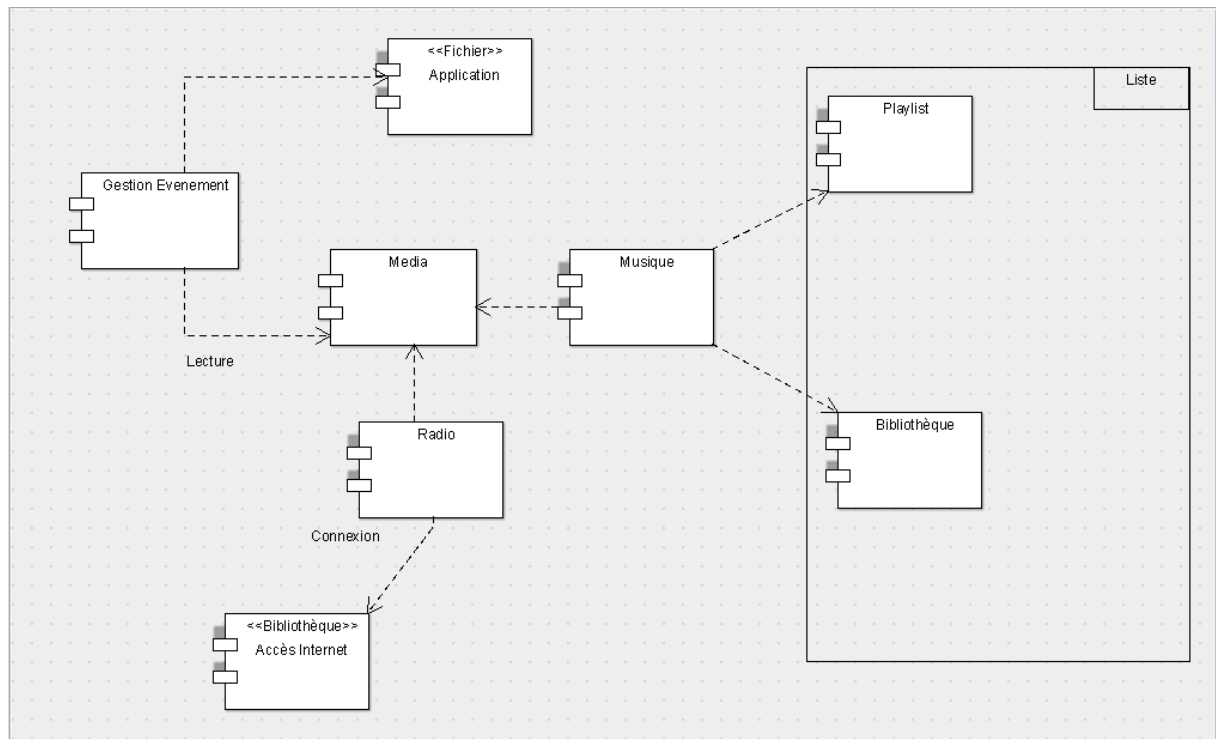 <<Fichier>>
Application
Liste
Playlist
Gestion Evenement
Media
Musique
Lecture
Bibliothèque
Radio
Connexion
<<Bibliothèque>>
Accès Internet